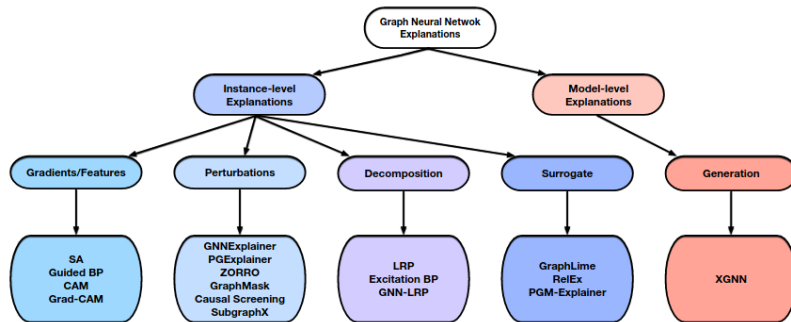 Graph Neural Netwok
Explanations
Instance-level
Explanations
Model-level
Explanations
Gradients/Features
Perturbations
Decomposition
Surrogate
Generation
SA
Guided BP
CAM
Grad-CAM
GNNExplainer
PGExplainer
ZORRO
GraphMask
Causal Screening
SubgraphX
LRP
Excitation BP
GNN-LRP
GraphLime
RelEx
PGM-Explainer
XGNN